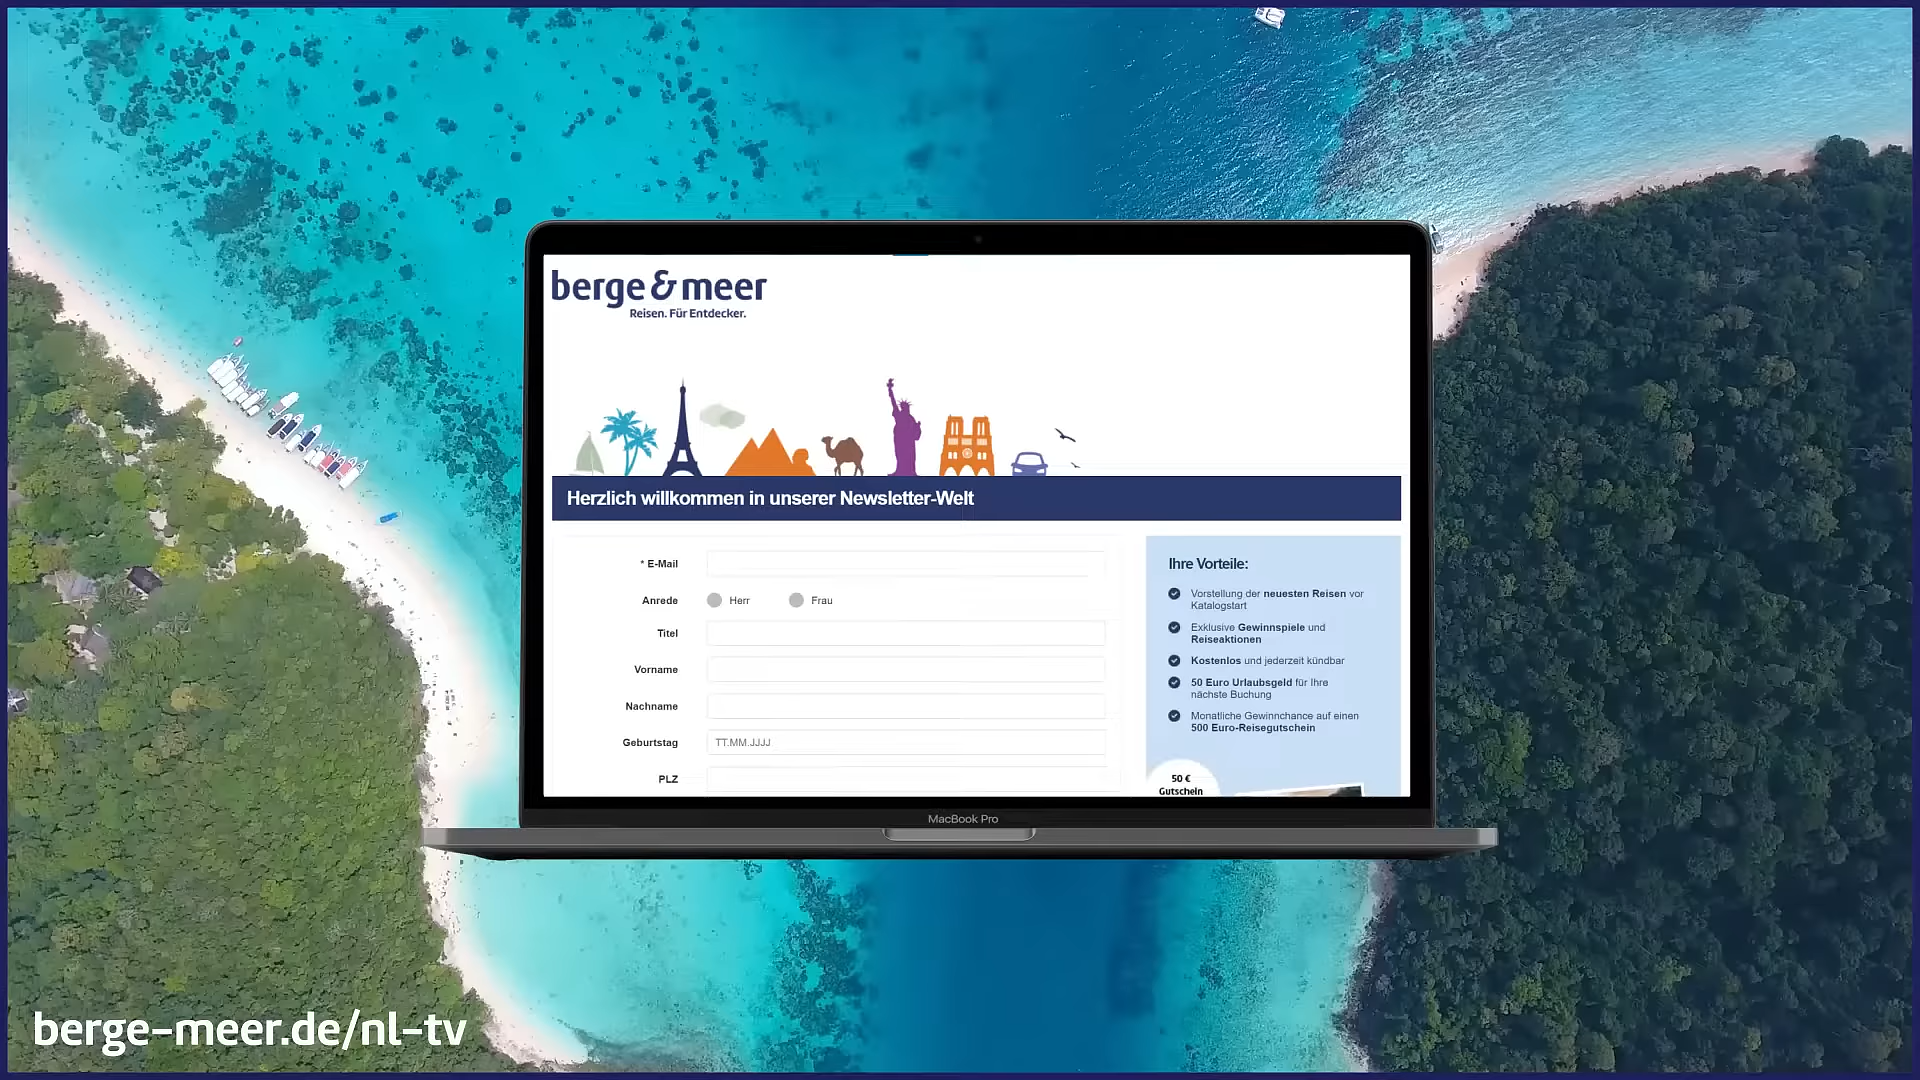 berge & meer
Reisen. Für Entdecker.
Herzlich willkommen in unserer Newsletter-Welt
* E-Mail
Anrede
Herr
Frau
Titel
Vorname
Nachname
Geburtstag
TT.MM.JJJJ
PLZ
Ihre Vorteile:
Vorstellung der neuesten Reisen vor
Katalogstart
Exklusive Gewinnspiele und
Reiseaktionen
Kostenlos und jederzeit kündbar
50 Euro Urlaubsgeld für Ihre
nächste Buchung
Monatliche Gewinnchance auf einen
500 Euro-Reisegutschein
50 €
Gutschein
MacBook Pro
berge-meer.de/nl-tv